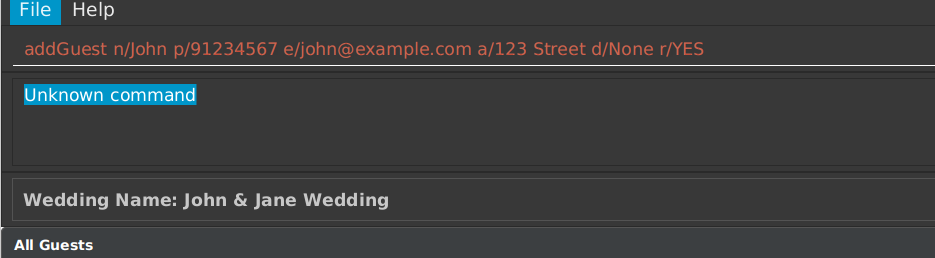 File Help
addGuest n/John p/91234567 e/john@example.com a/123 Street d/None r/YES
Unknown command
Wedding Name: John & Jane Wedding
All Guests